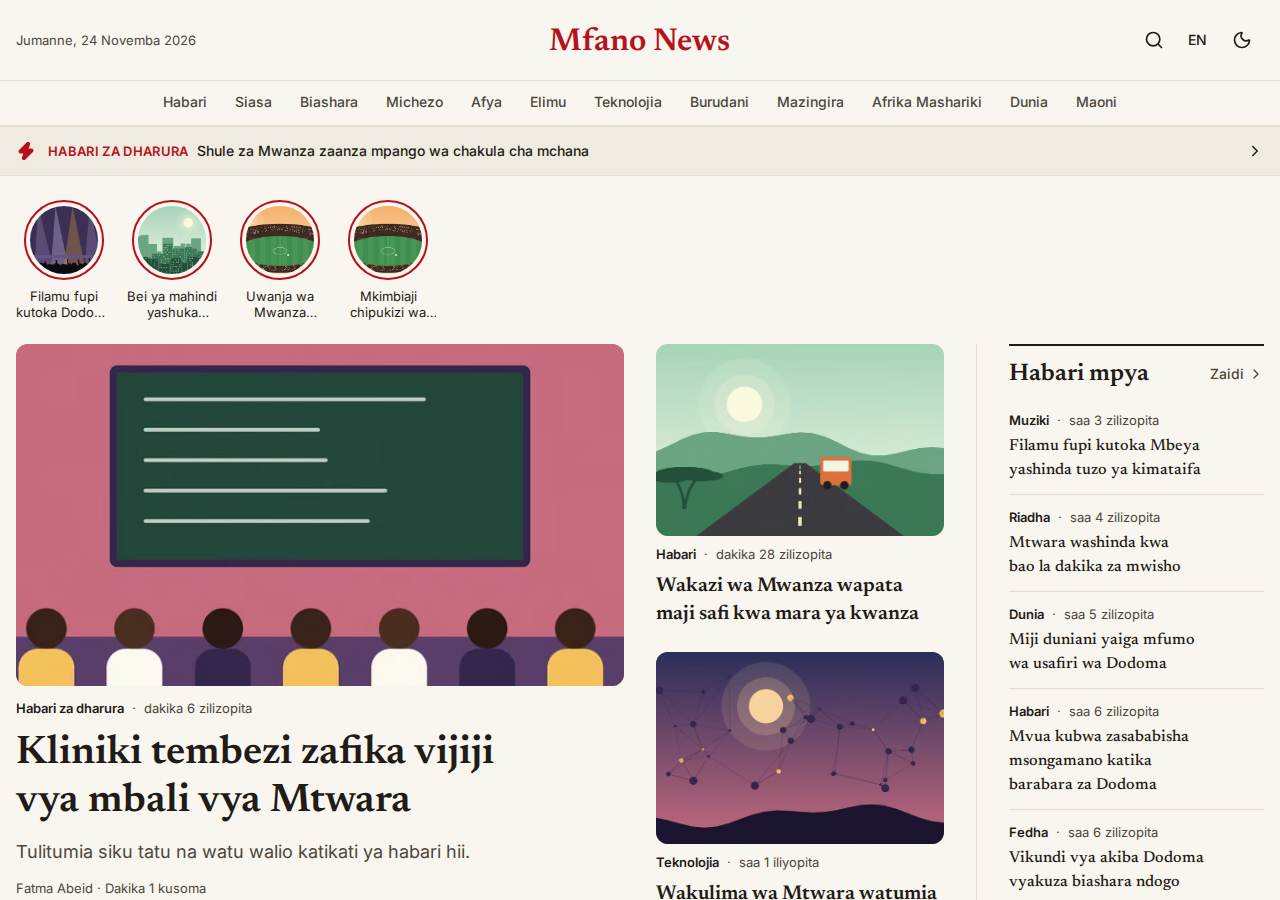 Jumanne, 24 Novemba 2026
Mfano News
EN
Habari Siasa Biashara Michezo Afya Elimu Teknolojia Burudani Mazingira Afrika Mashariki Dunia Maoni
HABARI ZA DHARURA Shule za Mwanza zaanza mpango wa chakula cha mchana
Filamu fupi
kutoka Dodo...
Bei ya mahindi
yashuka...
Uwanja wa
Mwanza...
Mkimbiaji
chipukizi wa...
Habari za dharura · dakika 6 zilizopita
Kliniki tembezi zafika vijiji
vya mbali vya Mtwara
Tulitumia siku tatu na watu walio katikati ya habari hii.
Fatma Abeid · Dakika 1 kusoma
Habari · dakika 28 zilizopita
Wakazi wa Mwanza wapata
maji safi kwa mara ya kwanza
Teknolojia · saa 1 iliyopita
Wakulima wa Mtwara watumia
Habari mpya
Zaidi
Muziki · saa 3 zilizopita
Filamu fupi kutoka Mbeya
yashinda tuzo ya kimataifa
Riadha · saa 4 zilizopita
Mtwara washinda kwa
bao la dakika za mwisho
Dunia · saa 5 zilizopita
Miji duniani yaiga mfumo
wa usafiri wa Dodoma
Habari · saa 6 zilizopita
Mvua kubwa zasababisha
msongamano katika
barabara za Dodoma
Fedha · saa 6 zilizopita
Vikundi vya akiba Dodoma
vyakuza biashara ndogo